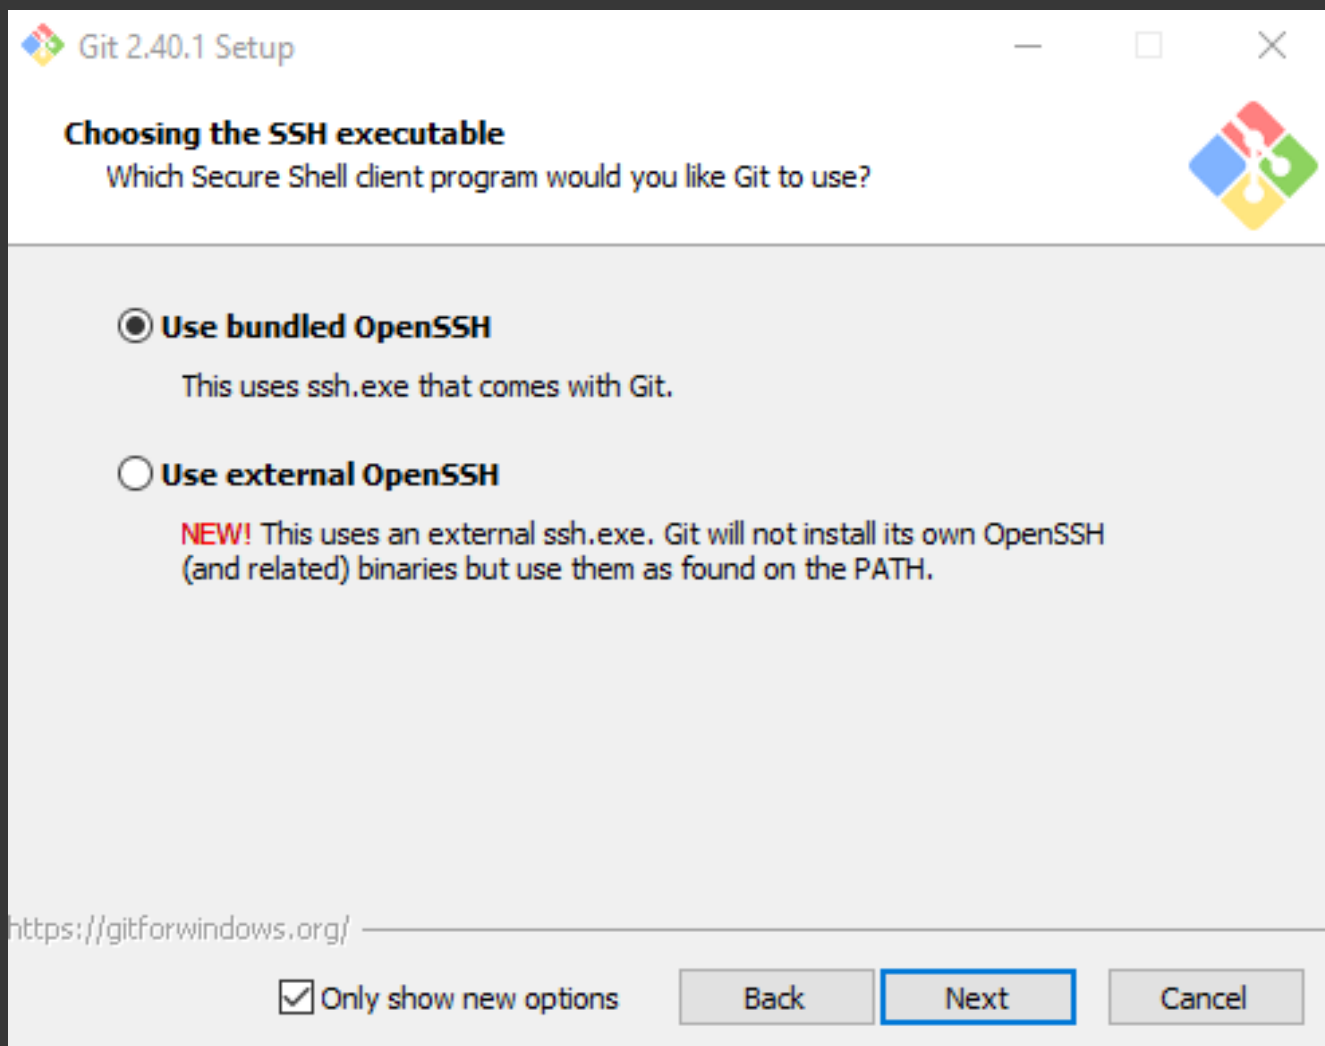 Git 2.40.1 Setup
Choosing the SSH executable
Which Secure Shell client program would you like Git to use?
Use bundled OpenSSH
This uses ssh.exe that comes with Git.
Use external OpenSSH
NEW! This uses an external ssh.exe. Git will not install its own OpenSSH
(and related) binaries but use them as found on the PATH.
https://gitforwindows.org/
Only show new options Back Next Cancel